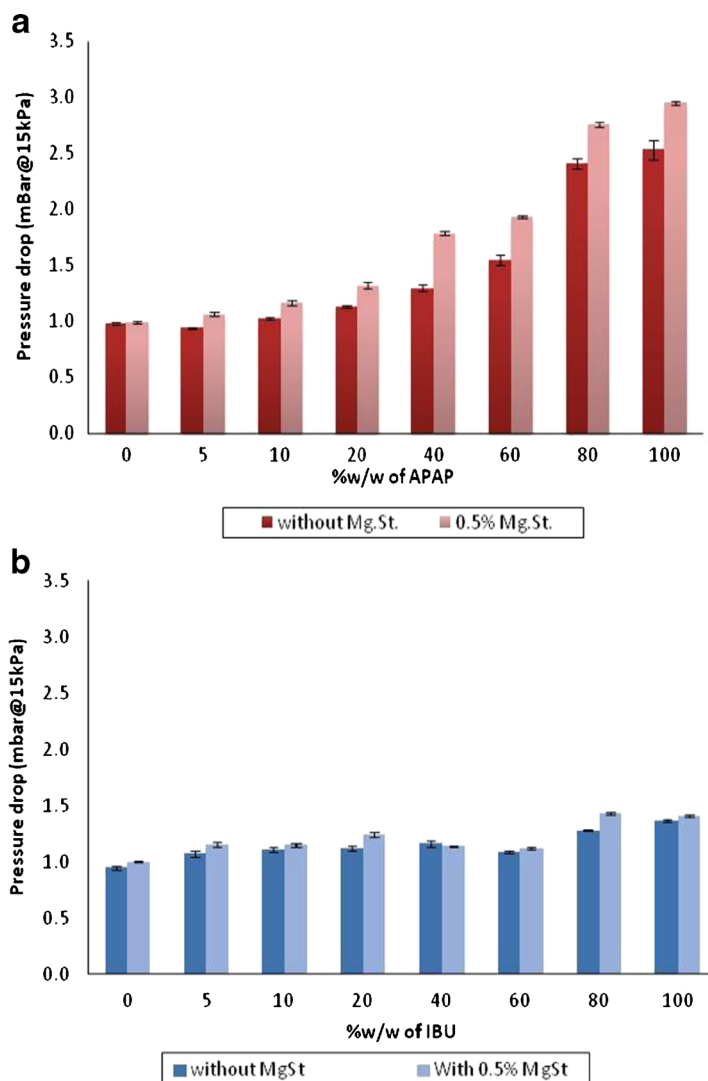 a
Pressure drop (mBar@15kPa)
3.5
3.0
2.5
2.0
1.5
1.0
0.5
0.0
0 5 10 20 40 60 80 100
%w/w of APAP
without Mg.St. 0.5% Mg.St.
b
Pressure drop (mbar@15kPa)
3.5
3.0
2.5
2.0
1.5
1.0
0.5
0.0
0 5 10 20 40 60 80 100
%w/w of IBU
without MgSt With 0.5% MgSt